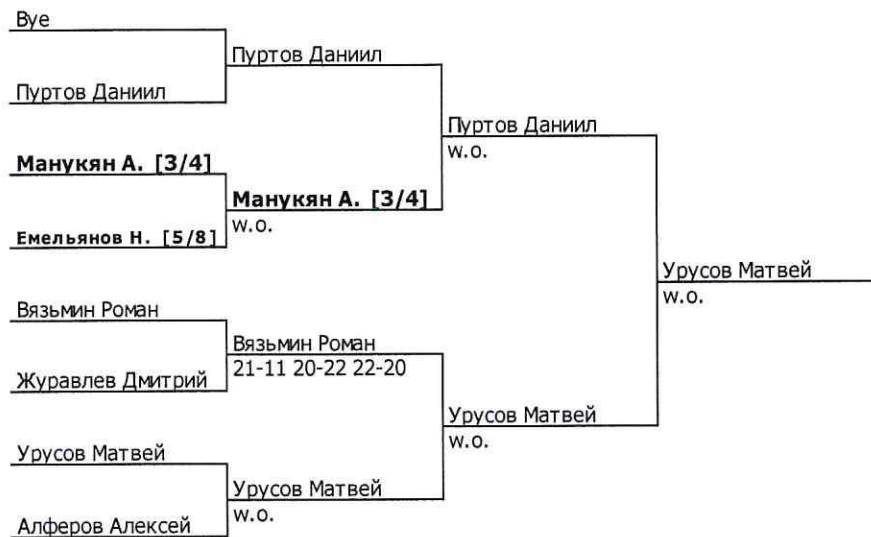 Bye
Пуртов Даниил
Пуртов Даниил
Пуртов Даниил
w.o.
Манукян А. [3/4]
Манукян А. [3/4]
w.o.
Емельянов Н. [5/8]
Урусов Матвей
w.o.
Вязьмин Роман
Вязьмин Роман
21-11 20-22 22-20
Журавлев Дмитрий
Урусов Матвей
w.o.
Урусов Матвей
Урусов Матвей
w.o.
Алферов Алексей